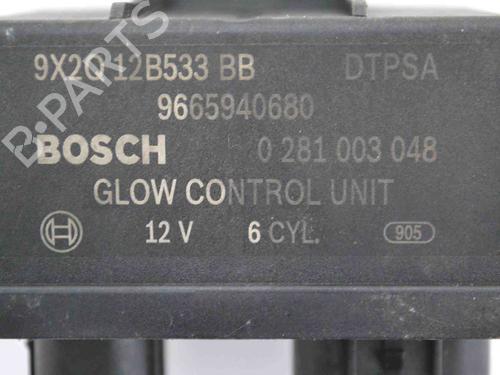 9X2Q 12B533 BB DTPSA
9665940680
BOSCH 0 281 003 048
GLOW CONTROL UNIT
12 V 6 CYL. 905
B-PARTS